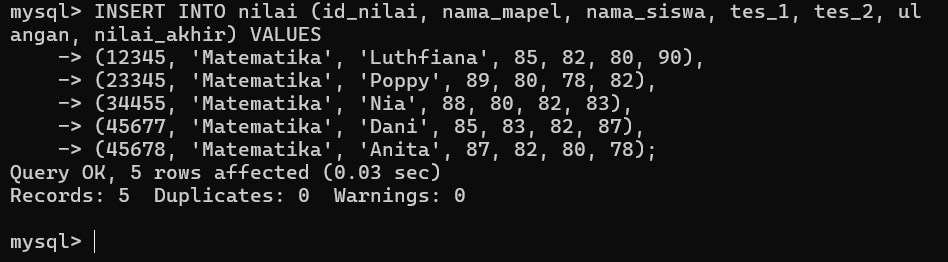 mysql> INSERT INTO nilai (id_nilai, nama_mapel, nama_siswa, tes_1, tes_2, ul
angan, nilai_akhir) VALUES
    -> (12345, 'Matematika', 'Luthfiana', 85, 82, 80, 90),
    -> (23345, 'Matematika', 'Poppy', 89, 80, 78, 82),
    -> (34455, 'Matematika', 'Nia', 88, 80, 82, 83),
    -> (45677, 'Matematika', 'Dani', 85, 83, 82, 87),
    -> (45678, 'Matematika', 'Anita', 87, 82, 80, 78);
Query OK, 5 rows affected (0.03 sec)
Records: 5  Duplicates: 0  Warnings: 0
mysql>